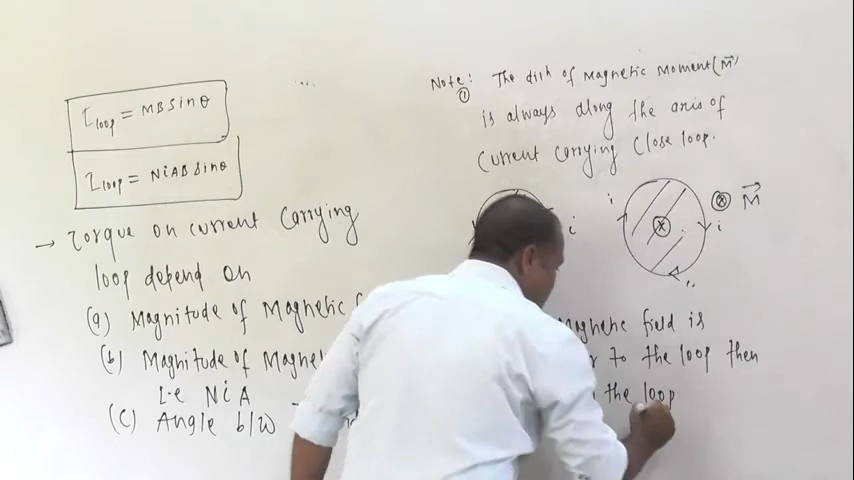 τloop = MBsinθ
τloop = NiAB sinθ
→ Torque on current Carrying
loop depend on
(a) Magnitude of Magnetic
(b) Magnitude of Magne
I.e NiA
(C) Angle b/w
Note: The dirn of Magnetic Moment (M⃗)
①
is always along the axis of
Current Carrying Close loop.
i
i
⊗ M⃗
i
⊗
Magnetic field is
to the loop then
the loop